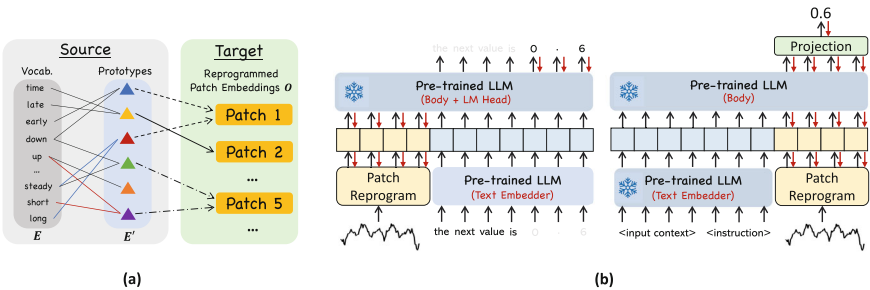 Source
Vocab.
Prototypes
time
late
early
down
up
...
steady
short
long
E
E'
Target
Reprogrammed
Patch Embeddings O
Patch 1
Patch 2
...
Patch 5
...
(a)
the next value is 0 . 6
Pre-trained LLM
(Body + LM Head)
Patch
Reprogram
Pre-trained LLM
(Text Embedder)
the next value is 0 . 6
0.6
Projection
Pre-trained LLM
(Body)
Pre-trained LLM
(Text Embedder)
Patch
Reprogram
<input context> <instruction>
(b)